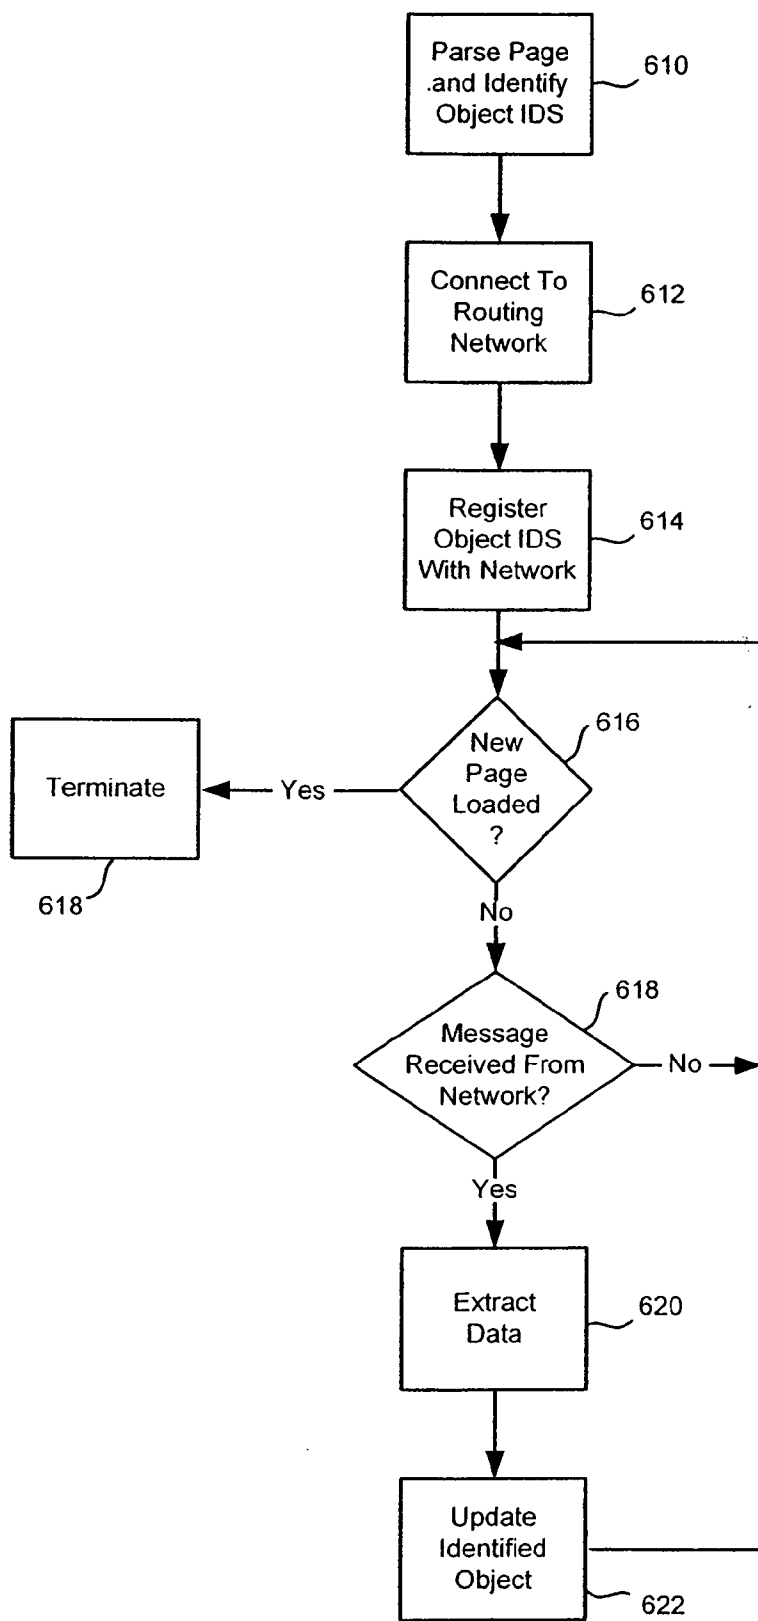 Parse Page
and Identify
Object IDS
610
Connect To
Routing
Network
612
Register
Object IDS
With Network
614
New
Page
Loaded
?
616
Yes
Terminate
618
No
Message
Received From
Network?
618
No
Yes
Extract
Data
620
Update
Identified
Object
622